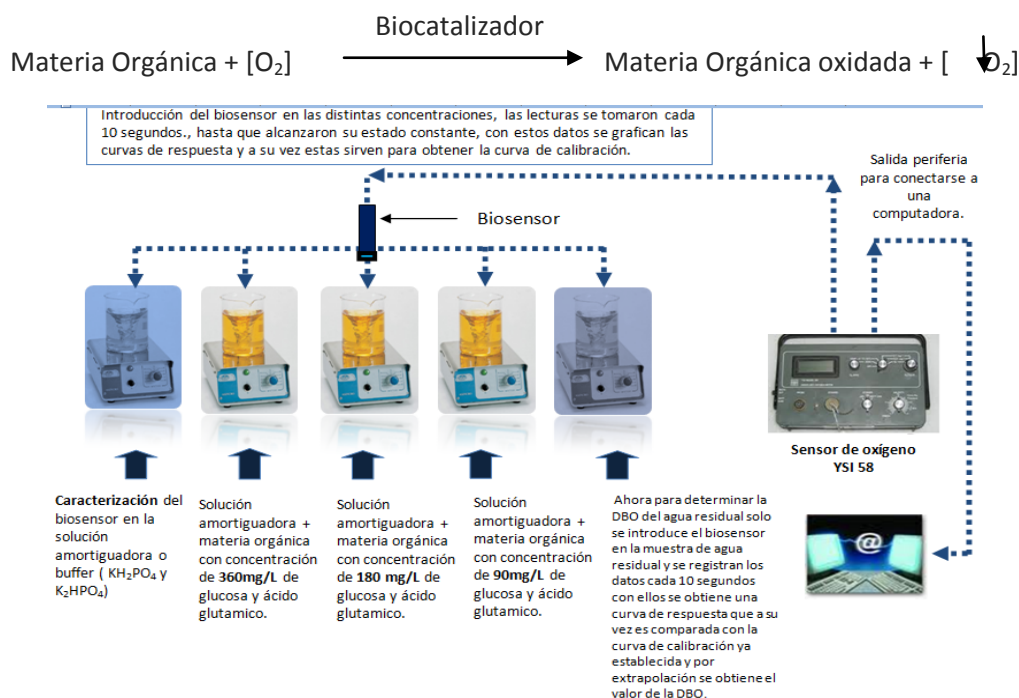 Biocatalizador
Materia Orgánica + [O₂]
Materia Orgánica oxidada + [ O₂]
Introducción del biosensor en las distintas concentraciones, las lecturas se tomaron cada
10 segundos., hasta que alcanzaron su estado constante, con estos datos se grafican las
curvas de respuesta y a su vez estas sirven para obtener la curva de calibración.
Salida periferia
para conectarse a
una
computadora.
Biosensor
Sensor de oxígeno
YSI 58
Caracterización del
biosensor en la
solución
amortiguadora o
buffer ( KH₂PO₄ y
K₂HPO₄)
Solución
amortiguadora +
materia orgánica
con concentración
de 360mg/L de
glucosa y ácido
glutamico.
Solución
amortiguadora +
materia orgánica
con concentración
de 180 mg/L de
glucosa y ácido
glutamico.
Solución
amortiguadora +
materia orgánica
con concentración
de 90mg/L de
glucosa y ácido
glutamico.
Ahora para determinar la
DBO del agua residual solo
se introduce el biosensor
en la muestra de agua
residual y se registran los
datos cada 10 segundos
con ellos se obtiene una
curva de respuesta que a su
vez es comparada con la
curva de calibración ya
establecida y por
extrapolación se obtiene el
valor de la DBO.
@